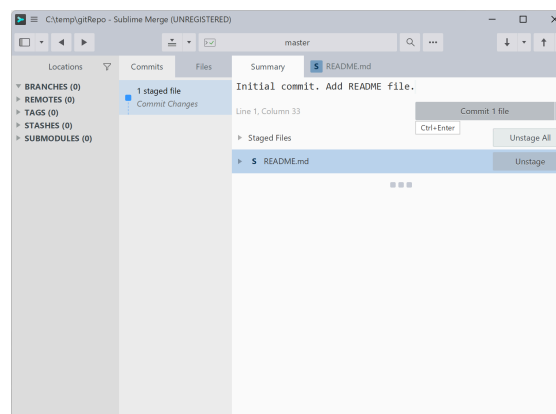 C:\temp\gitRepo - Sublime Merge (UNREGISTERED)
master
Locations
Commits
Files
Summary
S README.md
BRANCHES (0)
REMOTES (0)
TAGS (0)
STASHES (0)
SUBMODULES (0)
1 staged file
Commit Changes
Initial commit. Add README file.
Line 1, Column 33
Commit 1 file
Ctrl+Enter
Staged Files
Unstage All
S README.md
Unstage